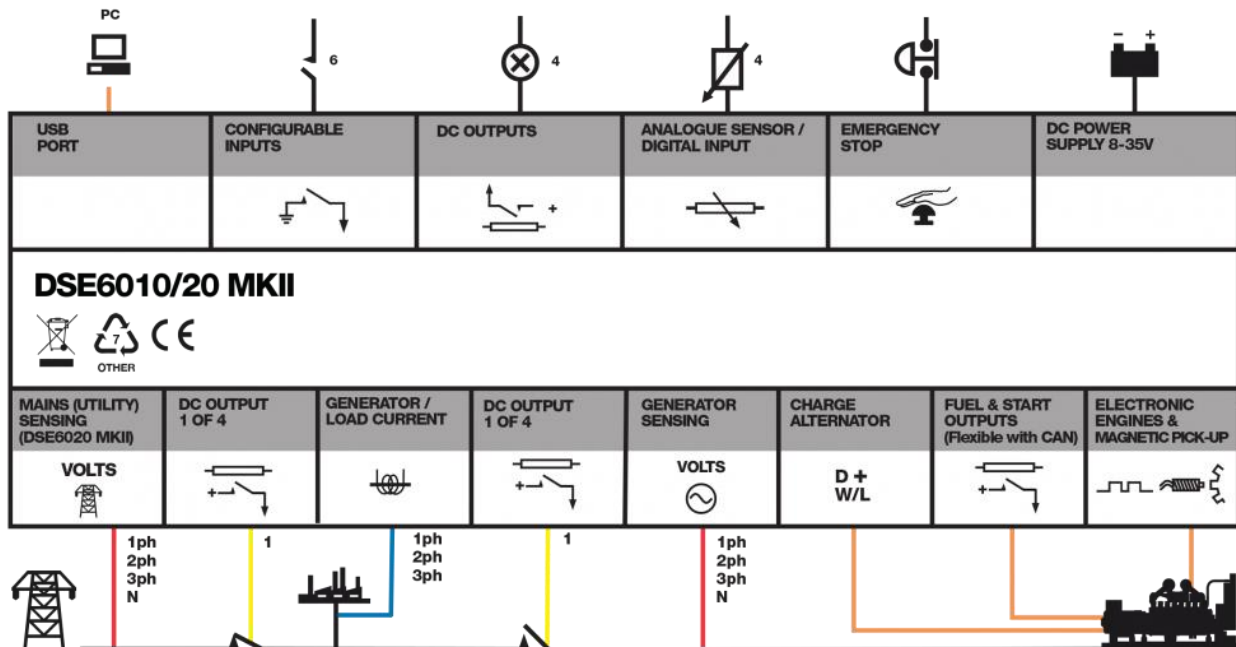 PC
6
4
4
- +
USB
PORT
CONFIGURABLE
INPUTS
DC OUTPUTS
ANALOGUE SENSOR /
DIGITAL INPUT
EMERGENCY
STOP
DC POWER
SUPPLY 8-35V
+
DSE6010/20 MKII
7
CE
OTHER
MAINS (UTILITY)
SENSING
(DSE6020 MKII)
DC OUTPUT
1 OF 4
GENERATOR /
LOAD CURRENT
DC OUTPUT
1 OF 4
GENERATOR
SENSING
CHARGE
ALTERNATOR
FUEL & START
OUTPUTS
(Flexible with CAN)
ELECTRONIC
ENGINES &
MAGNETIC PICK-UP
VOLTS
+
+
VOLTS
D +
W/L
+
1ph
2ph
3ph
N
1
1ph
2ph
3ph
1
1ph
2ph
3ph
N